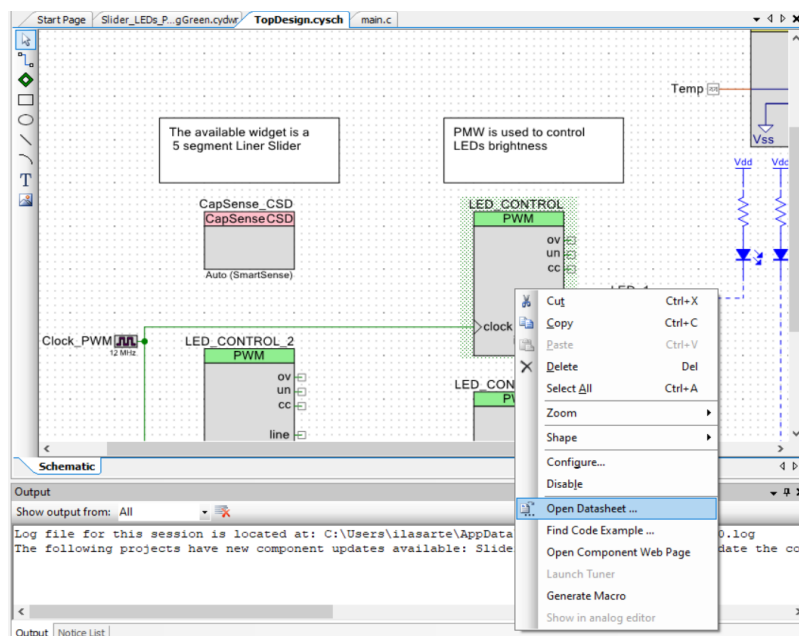 Start Page
Slider_LEDs_P...gGreen.cydwr
TopDesign.cysch
main.c
Temp
The available widget is a
5 segment Liner Slider
PMW is used to control
LEDs brightness
Vss
Vdd
Vdd
CapSense_CSD
CapSense CSD
Auto (SmartSense)
LED_CONTROL
PWM
ov
un
cc
clock
Clock_PWM
12 MHz
LED_CONTROL_2
PWM
ov
un
cc
line
T
Cut Ctrl+X
Copy Ctrl+C
Paste Ctrl+V
Delete Del
Select All Ctrl+A
Zoom
Shape
Configure...
Disable
Open Datasheet ...
Find Code Example ...
Open Component Web Page
Launch Tuner
Generate Macro
Show in analog editor
Schematic
Output
Show output from: All
Log file for this session is located at: C:\Users\ilasarte\AppData 0.log
The following projects have new component updates available: Slide date the co
Output
Notice List